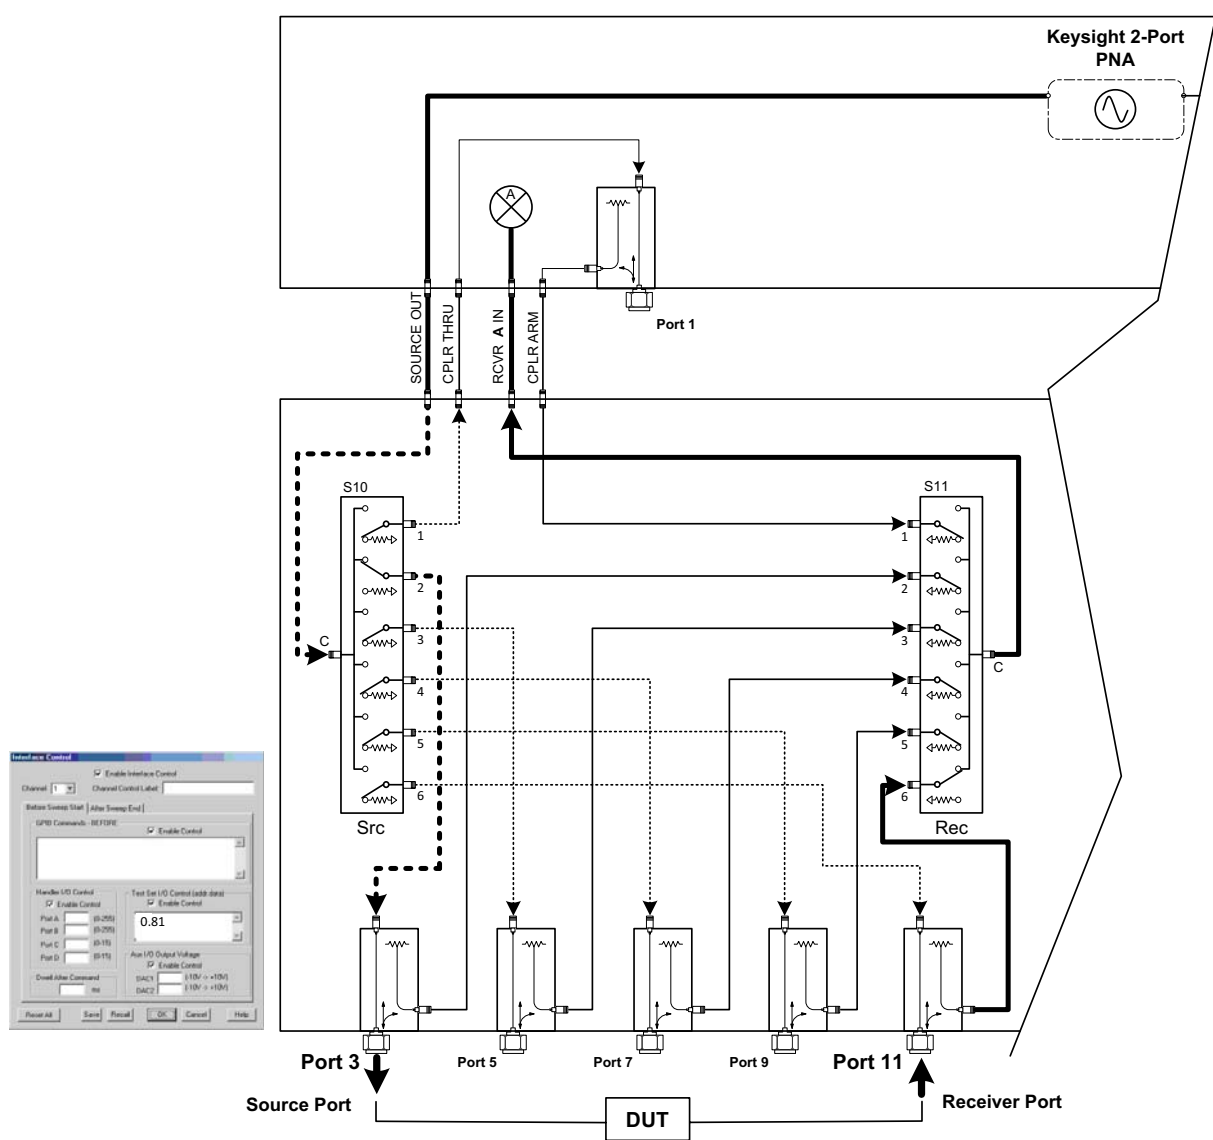 Keysight 2-Port
PNA
A
SOURCE OUT
CPLR THRU
RCVR A IN
CPLR ARM
Port 1
S10
S11
1
2
3
4
5
6
C
Src
1
2
3
4
5
6
C
Rec
Interface Control
Enable Interface Control
Channel: 1
Channel Control Label:
Before Sweep Start
After Sweep End
GPIB Commands - BEFORE
Enable Control
Handler I/O Control
Enable Control
Port A (0-255)
Port B (0-255)
Port C (0-15)
Port D (0-15)
Test Set I/O Control (addr.data)
Enable Control
0.81
Aux I/O Output Voltage
Enable Control
DAC1 (-10V -> +10V)
DAC2 (-10V -> +10V)
Dwell After Command
ms
Reset All
Save
Recall
OK
Cancel
Help
Port 3
Port 5
Port 7
Port 9
Port 11
Source Port
DUT
Receiver Port